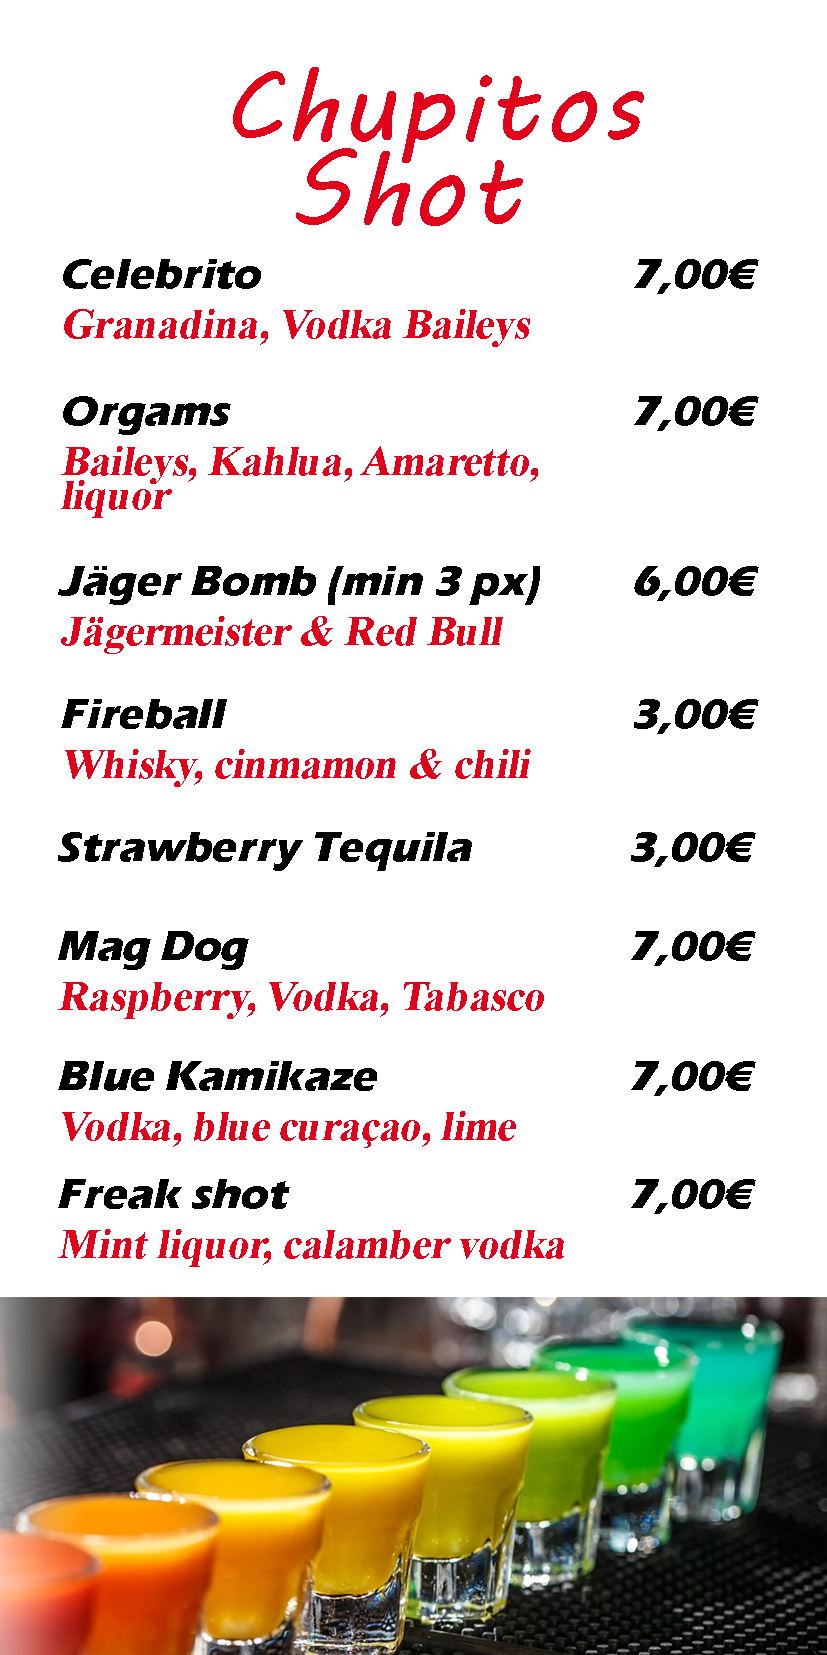 Chupitos
Shot
Celebrito 7,00€
Granadina, Vodka Baileys
Orgams 7,00€
Baileys, Kahlua, Amaretto,
liquor
Jäger Bomb (min 3 px) 6,00€
Jägermeister & Red Bull
Fireball 3,00€
Whisky, cinmamon & chili
Strawberry Tequila 3,00€
Mag Dog 7,00€
Raspberry, Vodka, Tabasco
Blue Kamikaze 7,00€
Vodka, blue curaçao, lime
Freak shot 7,00€
Mint liquor, calamber vodka